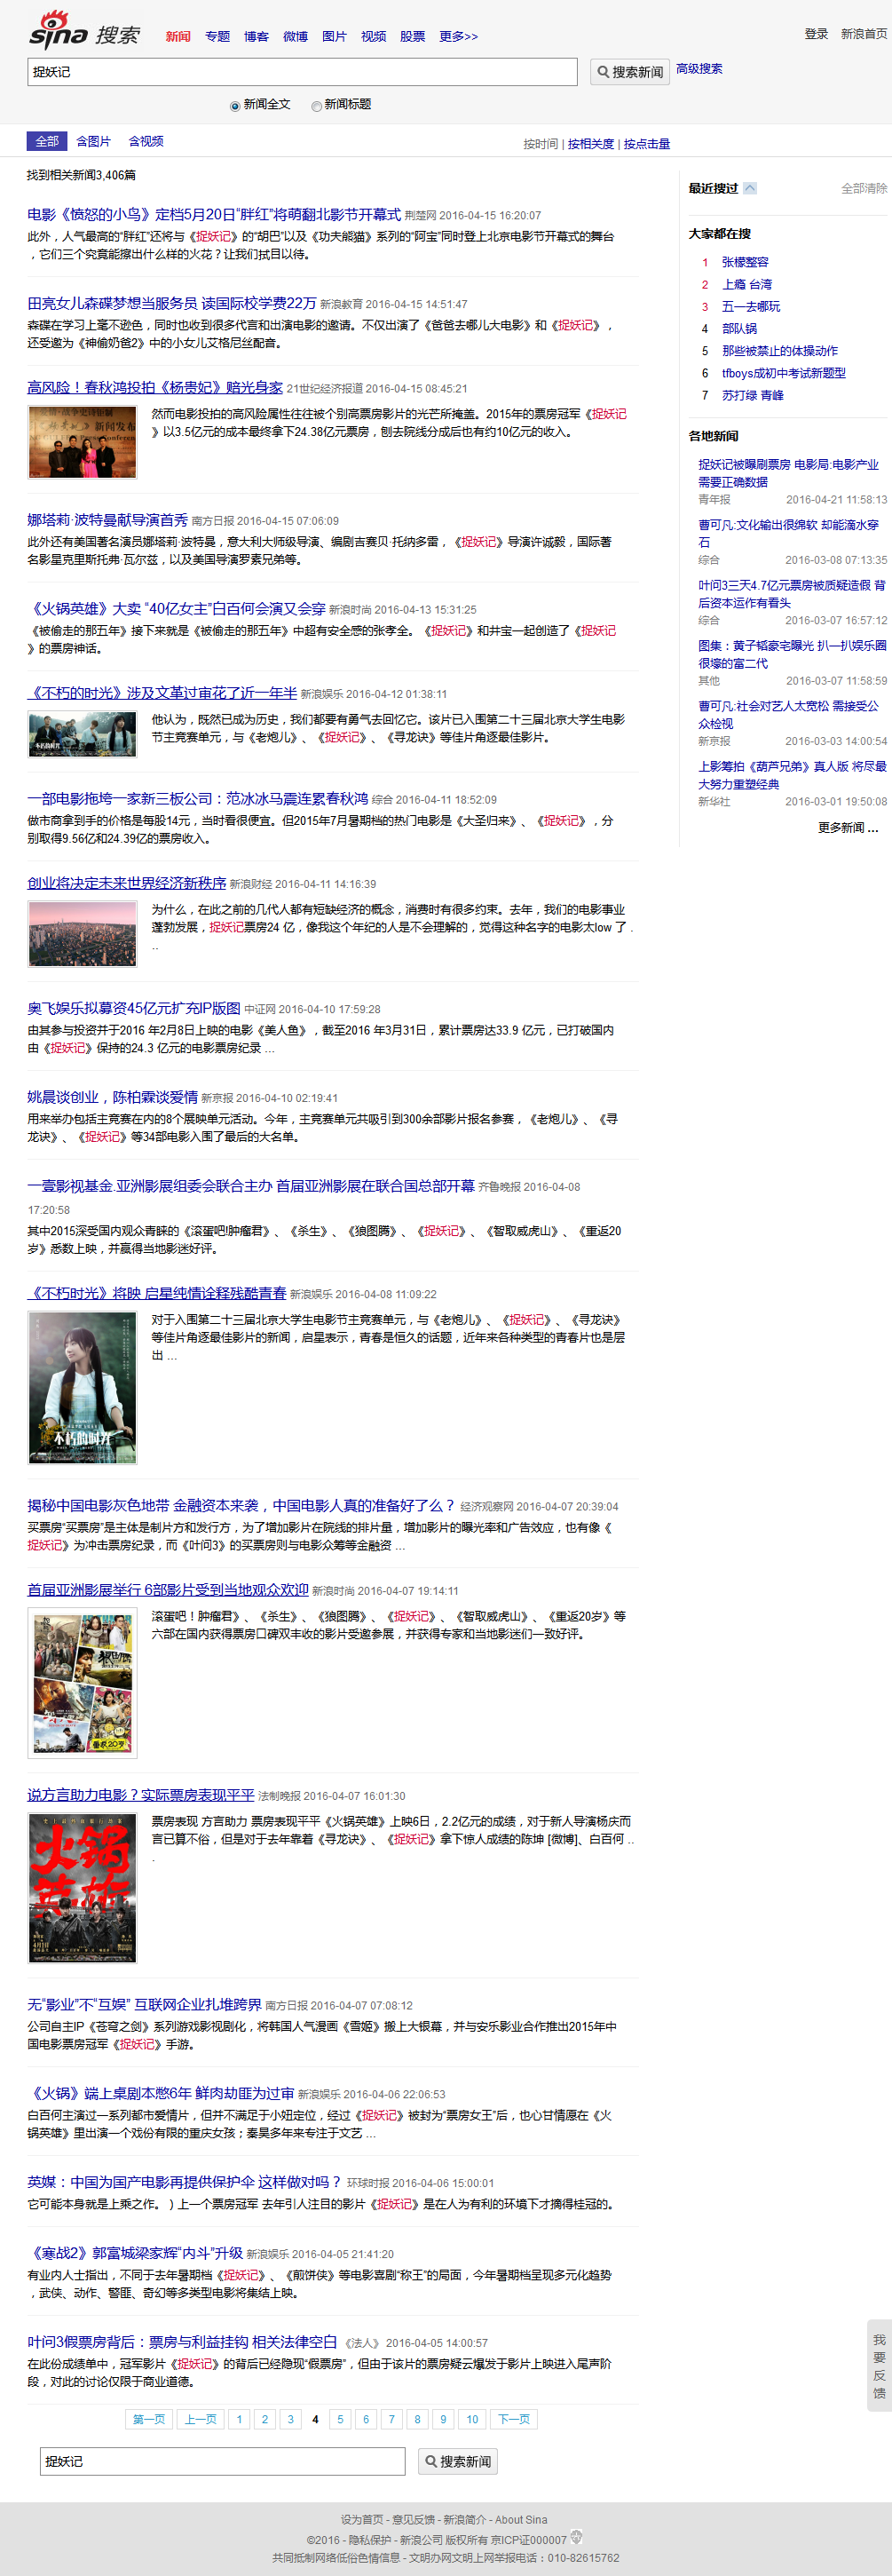 sina 搜索
新闻 专题 博客 微博 图片 视频 股票 更多>>
登录 新浪首页
捉妖记
搜索新闻 高级搜索
新闻全文 新闻标题
全部 含图片 含视频
按时间 | 按相关度 | 按点击量
找到相关新闻3,406篇
电影《愤怒的小鸟》定档5月20日"胖红"将萌翻北影节开幕式 荆楚网 2016-04-15 16:20:07
此外，人气最高的"胖红"还将与《捉妖记》的"胡巴"以及《功夫熊猫》系列的"阿宝"同时登上北京电影节开幕式的舞台
，它们三个究竟能擦出什么样的火花？让我们拭目以待。
田亮女儿森碟梦想当服务员 读国际校学费22万 新浪教育 2016-04-15 14:51:47
森碟在学习上毫不逊色，同时也收到很多代言和出演电影的邀请。不仅出演了《爸爸去哪儿大电影》和《捉妖记》，
还受邀为《神偷奶爸2》中的小女儿艾格尼丝配音。
高风险！春秋鸿投拍《杨贵妃》赔光身家 21世纪经济报道 2016-04-15 08:45:21
然而电影投拍的高风险属性往往被个别高票房影片的光芒所掩盖。2015年的票房冠军《捉妖记
》以3.5亿元的成本最终拿下24.38亿元票房，刨去院线分成后也有约10亿元的收入。
娜塔莉·波特曼献导演首秀 南方日报 2016-04-15 07:06:09
此外还有美国著名演员娜塔莉·波特曼，意大利大师级导演、编剧吉赛贝·托纳多雷，《捉妖记》导演许诚毅，国际著
名影星克里斯托弗·瓦尔兹，以及美国导演罗素兄弟等。
《火锅英雄》大卖 "40亿女主"白百何会演又会穿 新浪时尚 2016-04-13 15:31:25
《被偷走的那五年》接下来就是《被偷走的那五年》中超有安全感的张孝全。《捉妖记》和井宝一起创造了《捉妖记
》的票房神话。
《不朽的时光》涉及文革过审花了近一年半 新浪娱乐 2016-04-12 01:38:11
他认为，既然已成为历史，我们都要有勇气去回忆它。该片已入围第二十三届北京大学生电影
节主竞赛单元，与《老炮儿》、《捉妖记》、《寻龙诀》等佳片角逐最佳影片。
一部电影拖垮一家新三板公司：范冰冰马震连累春秋鸿 综合 2016-04-11 18:52:09
做市商拿到手的价格是每股14元，当时看很便宜。但2015年7月暑期档的热门电影是《大圣归来》、《捉妖记》，分
别取得9.56亿和24.39亿的票房收入。
创业将决定未来世界经济新秩序 新浪财经 2016-04-11 14:16:39
为什么，在此之前的几代人都有短缺经济的概念，消费时有很多约束。去年，我们的电影事业
蓬勃发展，捉妖记票房24 亿，像我这个年纪的人是不会理解的，觉得这种名字的电影太low 了 .
..
奥飞娱乐拟募资45亿元扩充IP版图 中证网 2016-04-10 17:59:28
由其参与投资并于2016 年2月8日上映的电影《美人鱼》，截至2016 年3月31日，累计票房达33.9 亿元，已打破国内
由《捉妖记》保持的24.3 亿元的电影票房纪录 ...
姚晨谈创业，陈柏霖谈爱情 新京报 2016-04-10 02:19:41
用来举办包括主竞赛在内的8个展映单元活动。今年，主竞赛单元共吸引到300余部影片报名参赛，《老炮儿》、《寻
龙诀》、《捉妖记》等34部电影入围了最后的大名单。
一壹影视基金.亚洲影展组委会联合主办 首届亚洲影展在联合国总部开幕 齐鲁晚报 2016-04-08
17:20:58
其中2015深受国内观众青睐的《滚蛋吧!肿瘤君》、《杀生》、《狼图腾》、《捉妖记》、《智取威虎山》、《重返20
岁》悉数上映，并赢得当地影迷好评。
《不朽时光》将映 启星纯情诠释残酷青春 新浪娱乐 2016-04-08 11:09:22
对于入围第二十三届北京大学生电影节主竞赛单元，与《老炮儿》、《捉妖记》、《寻龙诀》
等佳片角逐最佳影片的新闻，启星表示，青春是恒久的话题，近年来各种类型的青春片也是层
出 ...
不朽的时光
揭秘中国电影灰色地带 金融资本来袭，中国电影人真的准备好了么？ 经济观察网 2016-04-07 20:39:04
买票房"买票房"是主体是制片方和发行方，为了增加影片在院线的排片量，增加影片的曝光率和广告效应，也有像《
捉妖记》为冲击票房纪录，而《叶问3》的买票房则与电影众筹等金融资 ...
首届亚洲影展举行 6部影片受到当地观众欢迎 新浪时尚 2016-04-07 19:14:11
滚蛋吧！肿瘤君》、《杀生》、《狼图腾》、《捉妖记》、《智取威虎山》、《重返20岁》等
六部在国内获得票房口碑双丰收的影片受邀参展，并获得专家和当地影迷们一致好评。
说方言助力电影？实际票房表现平平 法制晚报 2016-04-07 16:01:30
票房表现 方言助力 票房表现平平《火锅英雄》上映6日，2.2亿元的成绩，对于新人导演杨庆而
言已算不俗，但是对于去年靠着《寻龙诀》、《捉妖记》拿下惊人成绩的陈坤 [微博]、白百何 ..
.
火锅英雄
无"影业"不"互娱" 互联网企业扎堆跨界 南方日报 2016-04-07 07:08:12
公司自主IP《苍穹之剑》系列游戏影视剧化，将韩国人气漫画《雪姬》搬上大银幕，并与安乐影业合作推出2015年中
国电影票房冠军《捉妖记》手游。
《火锅》端上桌剧本憋6年 鲜肉劫匪为过审 新浪娱乐 2016-04-06 22:06:53
白百何主演过一系列都市爱情片，但并不满足于小妞定位，经过《捉妖记》被封为"票房女王"后，也心甘情愿在《火
锅英雄》里出演一个戏份有限的重庆女孩；秦昊多年来专注于文艺 ...
英媒：中国为国产电影再提供保护伞 这样做对吗？ 环球时报 2016-04-06 15:00:01
它可能本身就是上乘之作。）上一个票房冠军 去年引人注目的影片《捉妖记》是在人为有利的环境下才摘得桂冠的。
《寒战2》郭富城梁家辉"内斗"升级 新浪娱乐 2016-04-05 21:41:20
有业内人士指出，不同于去年暑期档《捉妖记》、《煎饼侠》等电影喜剧"称王"的局面，今年暑期档呈现多元化趋势
，武侠、动作、警匪、奇幻等多类型电影将集结上映。
叶问3假票房背后：票房与利益挂钩 相关法律空白 《法人》 2016-04-05 14:00:57
在此份成绩单中，冠军影片《捉妖记》的背后已经隐现"假票房"，但由于该片的票房疑云爆发于影片上映进入尾声阶
段，对此的讨论仅限于商业道德。
第一页 上一页 1 2 3 4 5 6 7 8 9 10 下一页
捉妖记 搜索新闻
最近搜过 全部清除
大家都在搜
1 张檬整容
2 上瘾 台湾
3 五一去哪玩
4 部队锅
5 那些被禁止的体操动作
6 tfboys成初中考试新题型
7 苏打绿 青峰
各地新闻
捉妖记被曝刷票房 电影局:电影产业
需要正确数据
青年报 2016-04-21 11:58:13
曹可凡:文化输出很绵软 却能滴水穿
石
综合 2016-03-08 07:13:35
叶问3三天4.7亿元票房被质疑造假 背
后资本运作有看头
综合 2016-03-07 16:57:12
图集：黄子韬豪宅曝光 扒一扒娱乐圈
很壕的富二代
其他 2016-03-07 11:58:59
曹可凡:社会对艺人太宽松 需接受公
众检视
新京报 2016-03-03 14:00:54
上影筹拍《葫芦兄弟》真人版 将尽最
大努力重塑经典
新华社 2016-03-01 19:50:08
更多新闻 ...
我要反馈
设为首页 - 意见反馈 - 新浪简介 - About Sina
©2016 - 隐私保护 - 新浪公司 版权所有 京ICP证000007
共同抵制网络低俗色情信息 - 文明办网文明上网举报电话：010-82615762